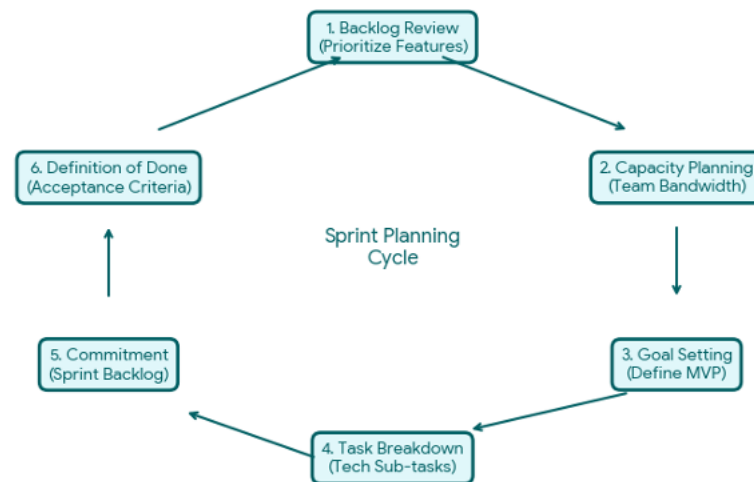 1. Backlog Review
(Prioritize Features)
2. Capacity Planning
(Team Bandwidth)
3. Goal Setting
(Define MVP)
4. Task Breakdown
(Tech Sub-tasks)
5. Commitment
(Sprint Backlog)
6. Definition of Done
(Acceptance Criteria)
Sprint Planning
Cycle